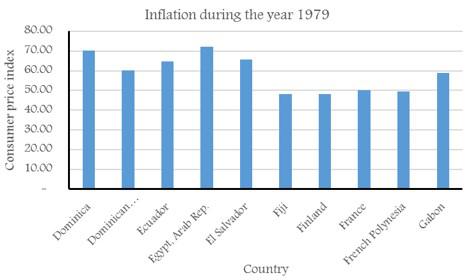 Inflation during the year 1979
Consumer price index
80.00
70.00
60.00
50.00
40.00
30.00
20.00
10.00
-
Dominica
Dominican...
Ecuador
Egypt, Arab Rep.
El Salvador
Fiji
Finland
France
French Polynesia
Gabon
Country